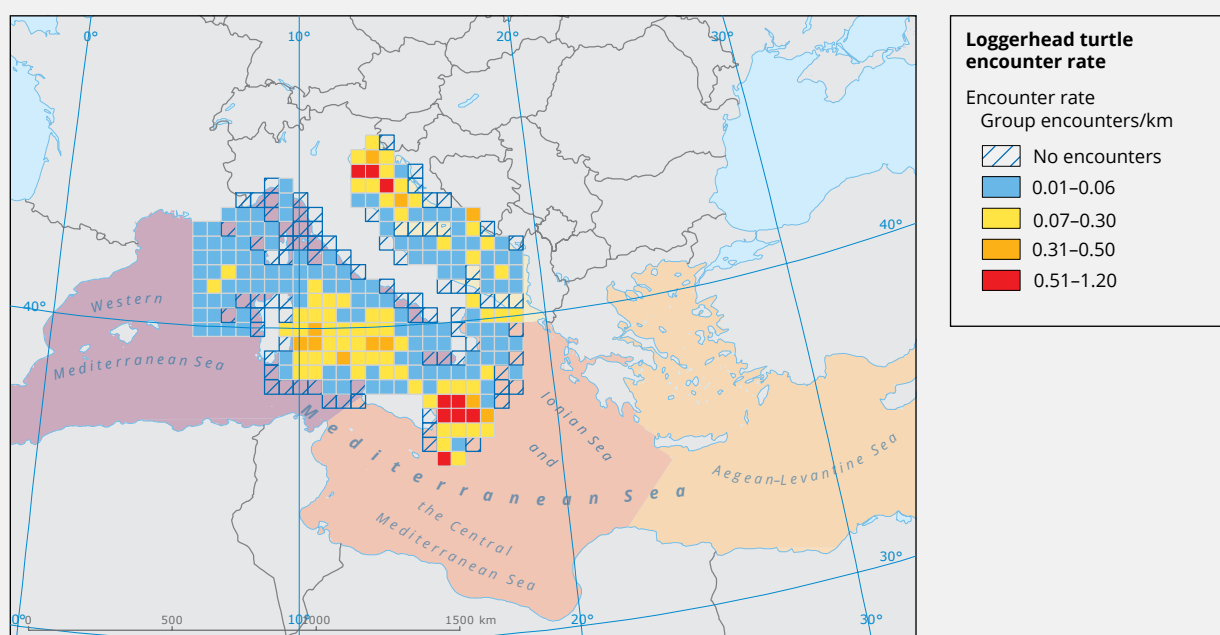 0°
10°
20°
30°
40°
40°
Western
Mediterranean Sea
Mediterranean Sea
Ionian Sea
and
the Central
Mediterranean Sea
Aegean–Levantine Sea
30°
0°
0
500
10°
1000
1500 km
20°
30°
Loggerhead turtle
encounter rate
Encounter rate
Group encounters/km
No encounters
0.01–0.06
0.07–0.30
0.31–0.50
0.51–1.20